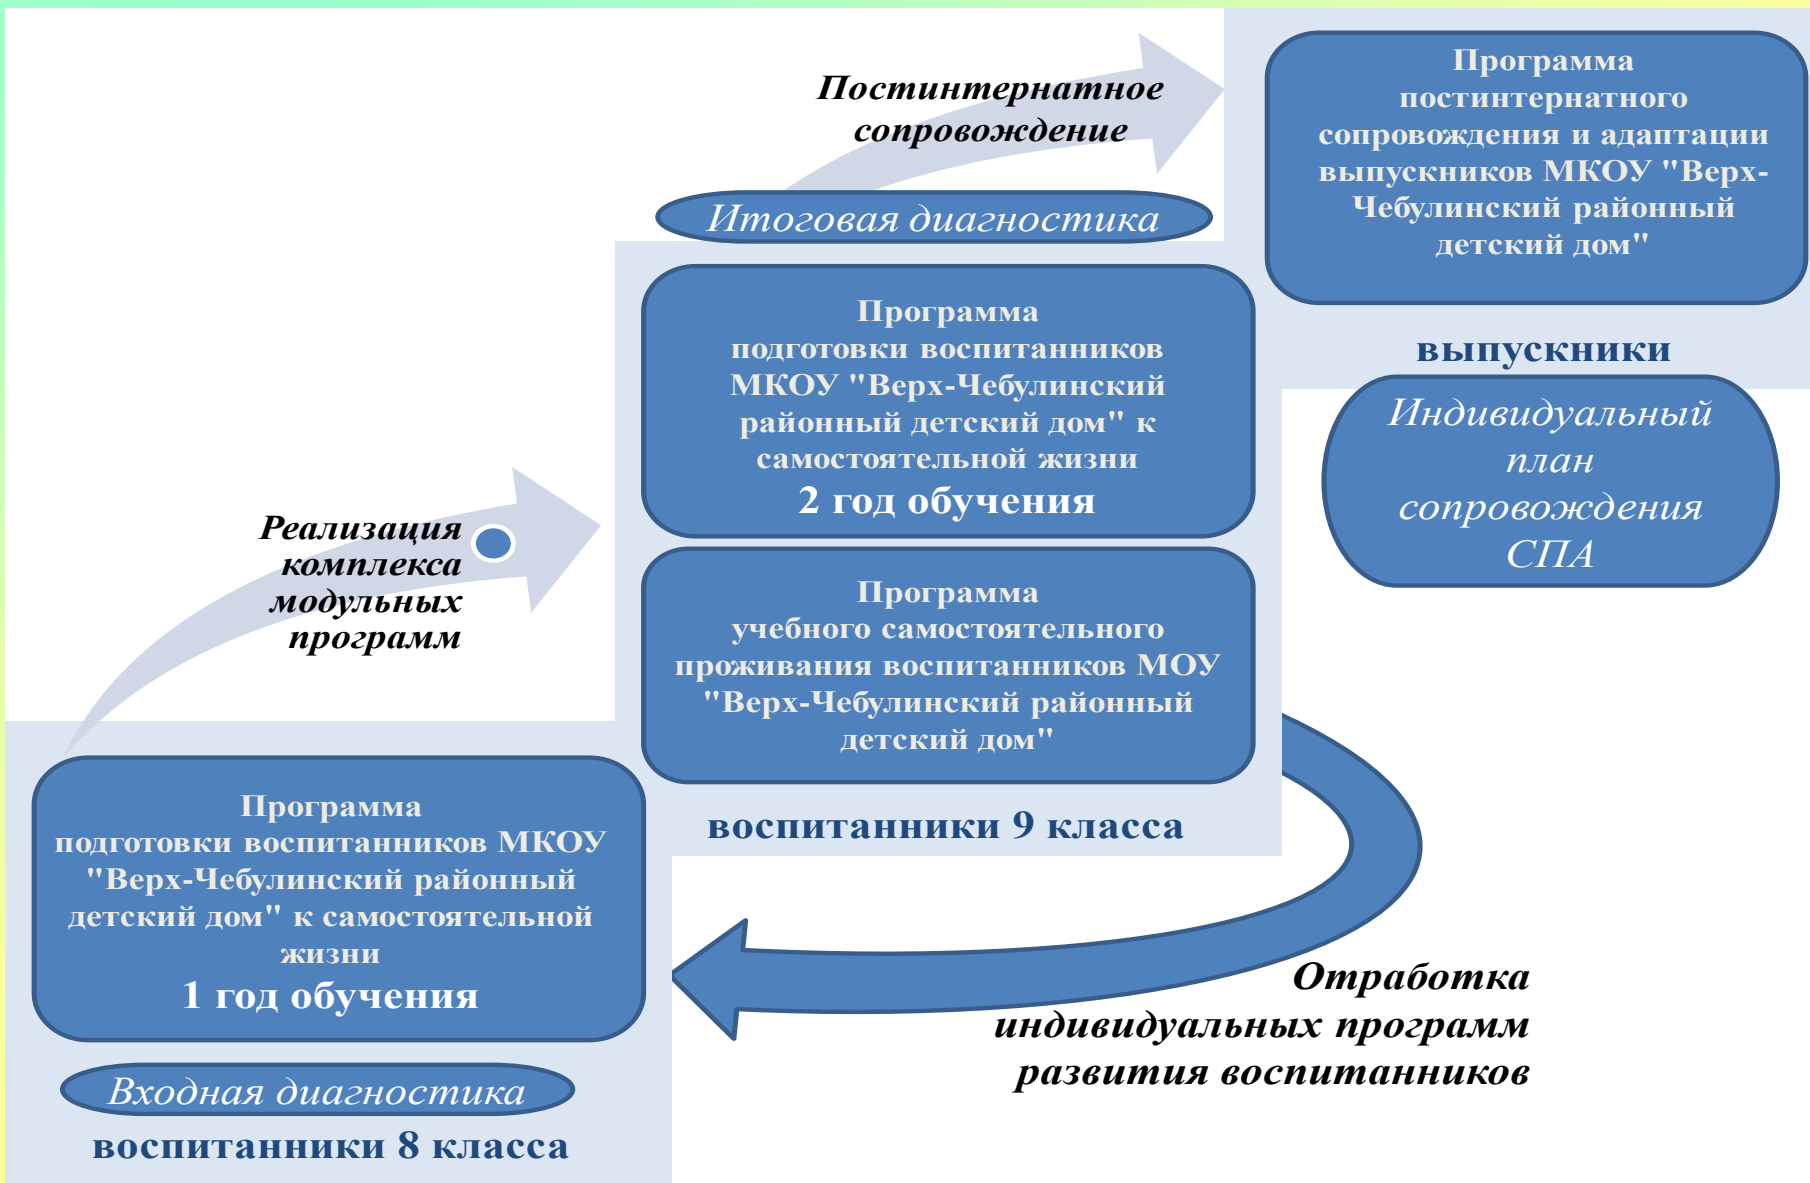 Постинтернатное
сопровождение
Программа
постинтернатного
сопровождения и адаптации
выпускников МКОУ "Верх-
Чебулинский районный
детский дом"
выпускники
Индивидуальный
план
сопровождения
СПА
Итоговая диагностика
Программа
подготовки воспитанников
МКОУ "Верх-Чебулинский
районный детский дом" к
самостоятельной жизни
2 год обучения
Программа
учебного самостоятельного
проживания воспитанников МОУ
"Верх-Чебулинский районный
детский дом"
воспитанники 9 класса
Реализация
комплекса
модульных
программ
Программа
подготовки воспитанников МКОУ
"Верх-Чебулинский районный
детский дом" к самостоятельной
жизни
1 год обучения
Входная диагностика
воспитанники 8 класса
Отработка
индивидуальных программ
развития воспитанников